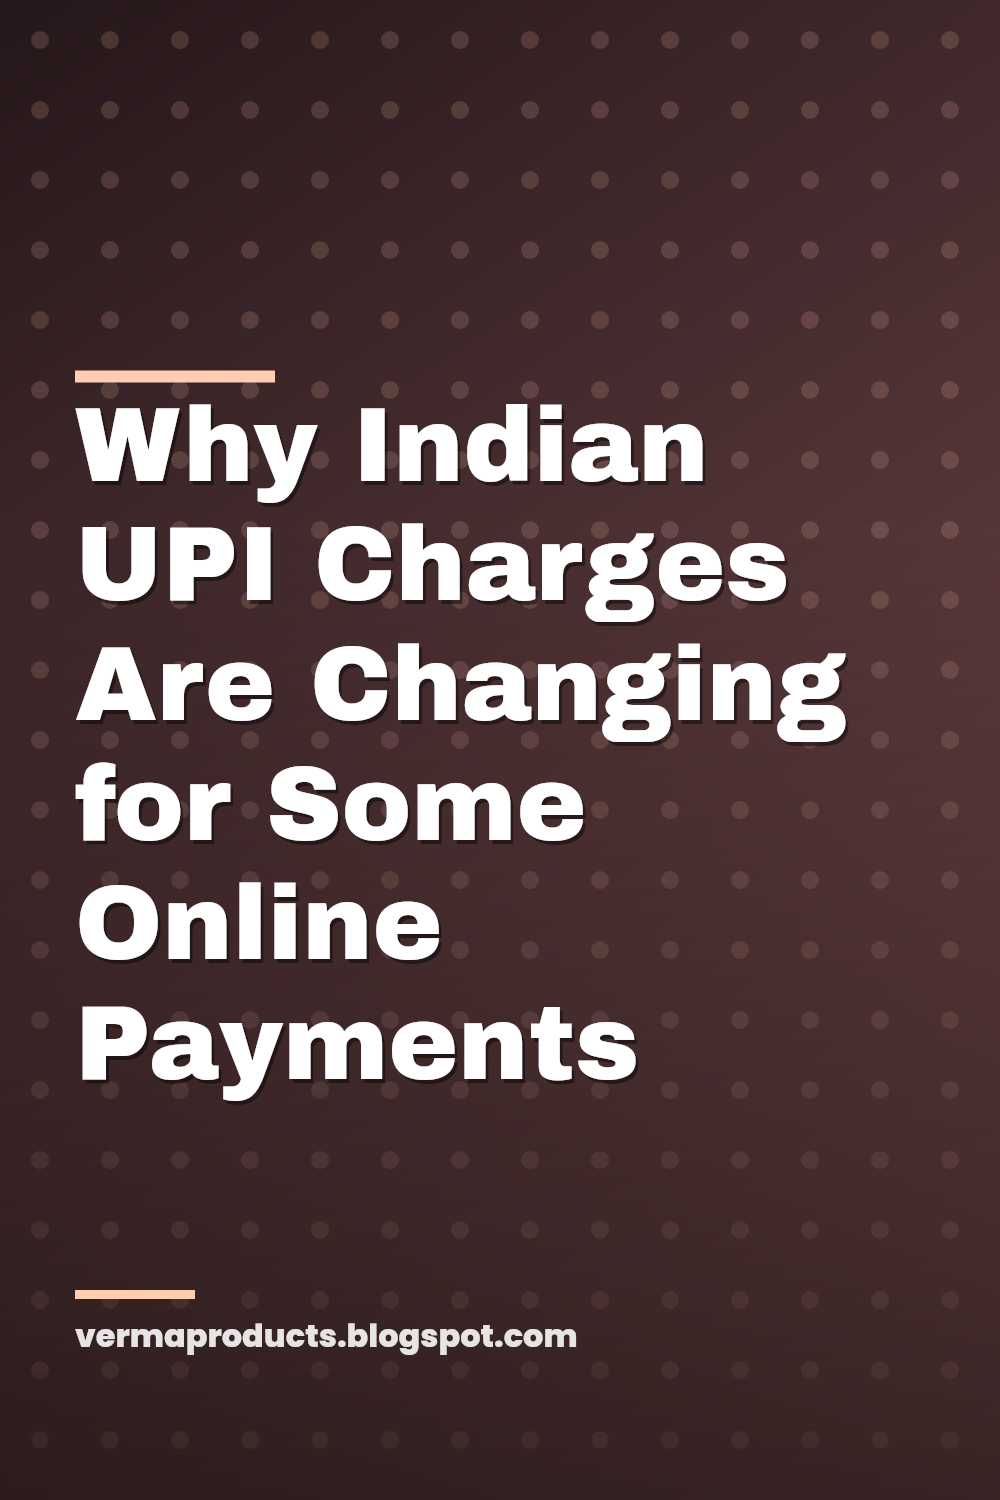 Why Indian
UPI Charges
Are Changing
for Some
Online
Payments
vermaproducts.blogspot.com